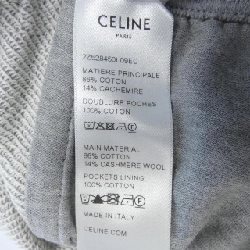 CELINE
PARIS
MATIERE PRINCIPALE
86% COTON
14% CACHEMIRE
DOUBLURE POCHES
100% COTON
MAIN MATERIAL
86% COTTON
14% CASHMERE WOOL
POCKETS LINING
100% COTTON
MADE IN ITALY
CELINE.COM